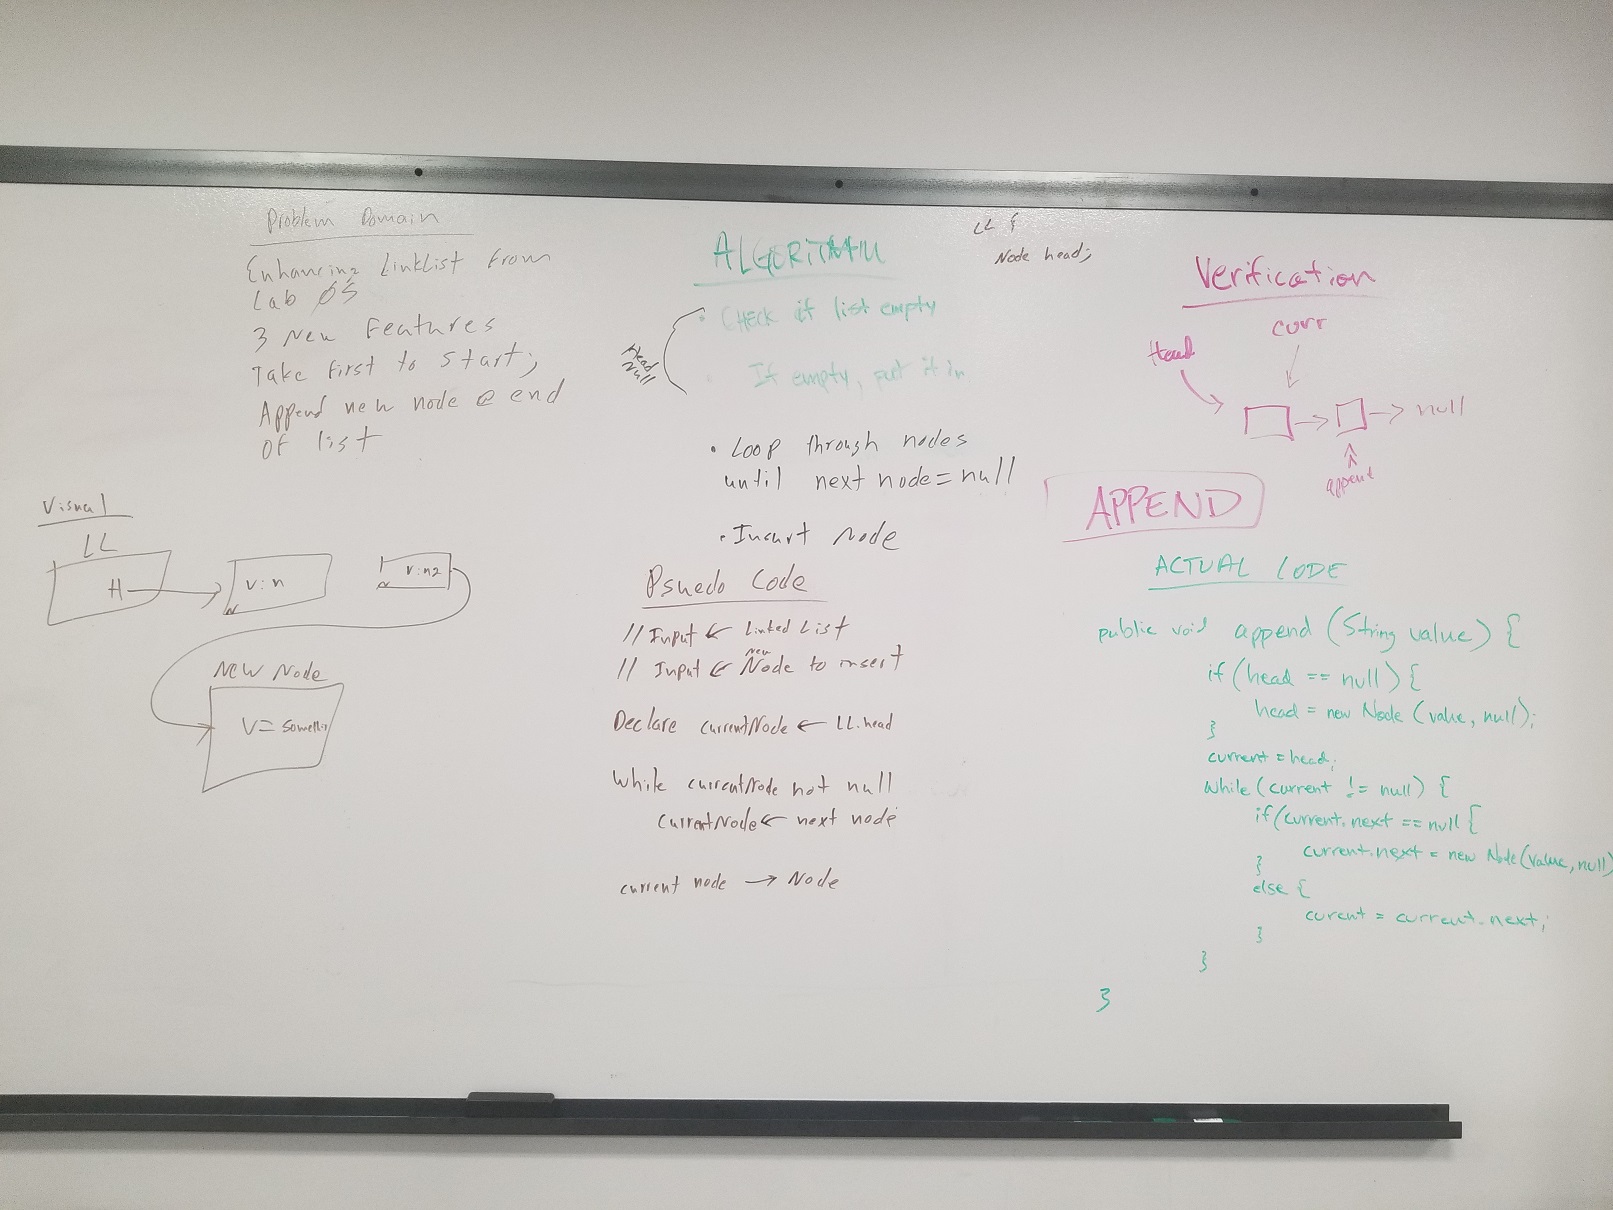 Problem Domain
Enhancing LinkList From
Lab 05
3 New Features
Take First to start;
Append new node @ end
of list
Visual
LL
H
v:n
v:n2
NEW Node
V=
ALGORITHM
LL {
Node head;
CHECK if list empty
Head
Null
If empty, put it in
• Loop through nodes
until next node = null
• Insert Node
Psuedo Code
// Input ← Linked List
new
// Input ← Node to insert
Declare currentNode ← LL.head
while currentNode not null
currentNode ← next node
current node → Node
Verification
curr
Head
null
append
APPEND
ACTUAL CODE
public void append (String value) {
if (head == null) {
head = new Node (value, null);
}
current = head;
while (current != null) {
if (current.next == null {
current.next = new Node(value, null)
}
else {
curent = current.next;
}
}
}